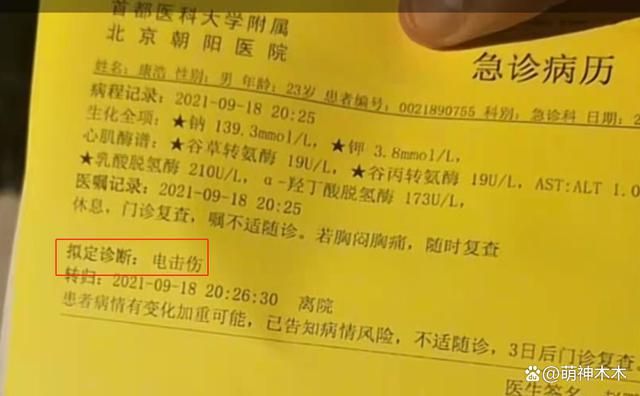 首都医科大学附属
北京朝阳医院
急诊病历
姓名: 康浩 性别: 男 年龄: 23岁 患者编号: 0021890755 科别: 急诊科 日期: 2
病程记录: 2021-09-18 20:25
生化全项: ★钠 139.3mmol/L, ★钾 3.8mmol/L,
心肌酶谱: ★谷草转氨酶 19U/L, ★谷丙转氨酶 19U/L, AST:ALT 1.0
★乳酸脱氢酶 210U/L, α-羟丁酸脱氢酶 173U/L,
医嘱记录: 2021-09-18 20:25
休息, 门诊复查, 嘱不适随诊. 若胸闷胸痛, 随时复查
拟定诊断: 电击伤
转归: 2021-09-18 20:26:30 离院
患者病情有变化加重可能, 已告知病情风险, 不适随诊, 3日后门诊复查.
医生签名:
@萌神木木